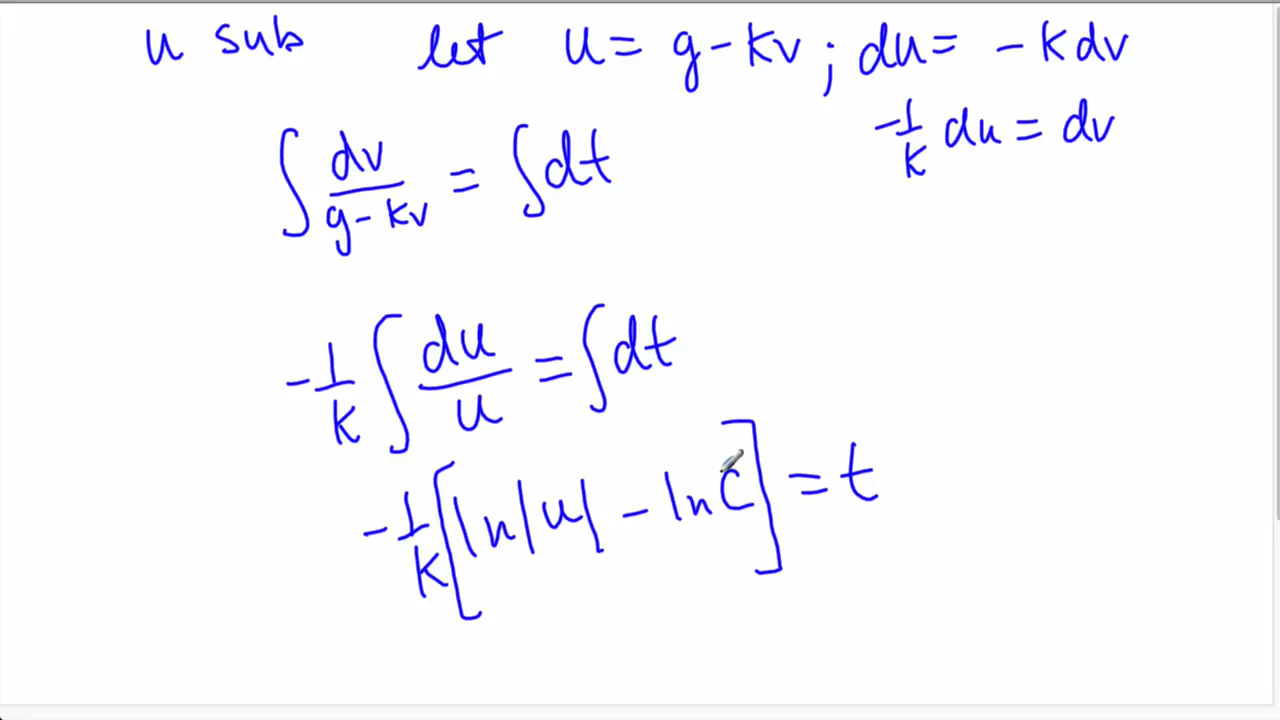 u sub let u = g - kv ; du = - k dv
-1/k du = dv
∫ dv/(g - kv) = ∫ dt
-1/k ∫ du/u = ∫ dt
-1/k [ln|u| - ln C] = t